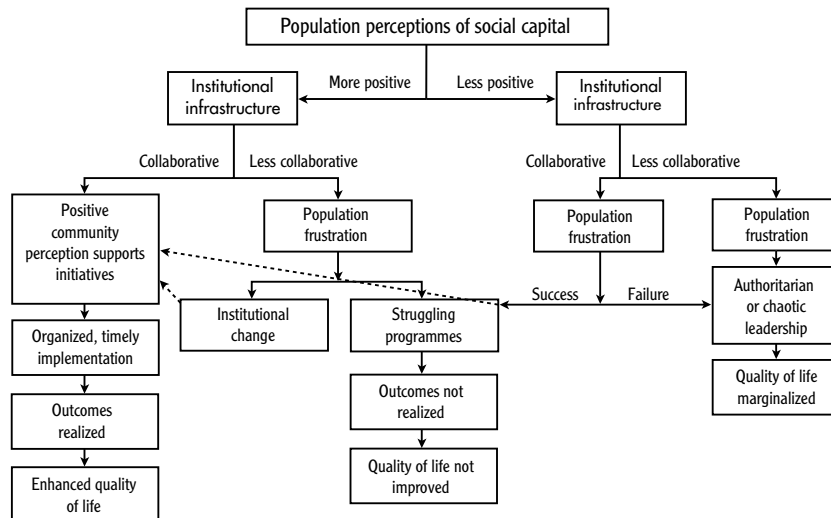 Population perceptions of social capital
Institutional
infrastructure
More positive
Less positive
Institutional
infrastructure
Collaborative
Less collaborative
Collaborative
Less collaborative
Positive
community
perception supports
initiatives
Population
frustration
Population
frustration
Population
frustration
Institutional
change
Struggling
programmes
Success
Failure
Authoritarian
or chaotic
leadership
Organized, timely
implementation
Outcomes not
realized
Quality of life
marginalized
Outcomes
realized
Quality of life not
improved
Enhanced quality
of life